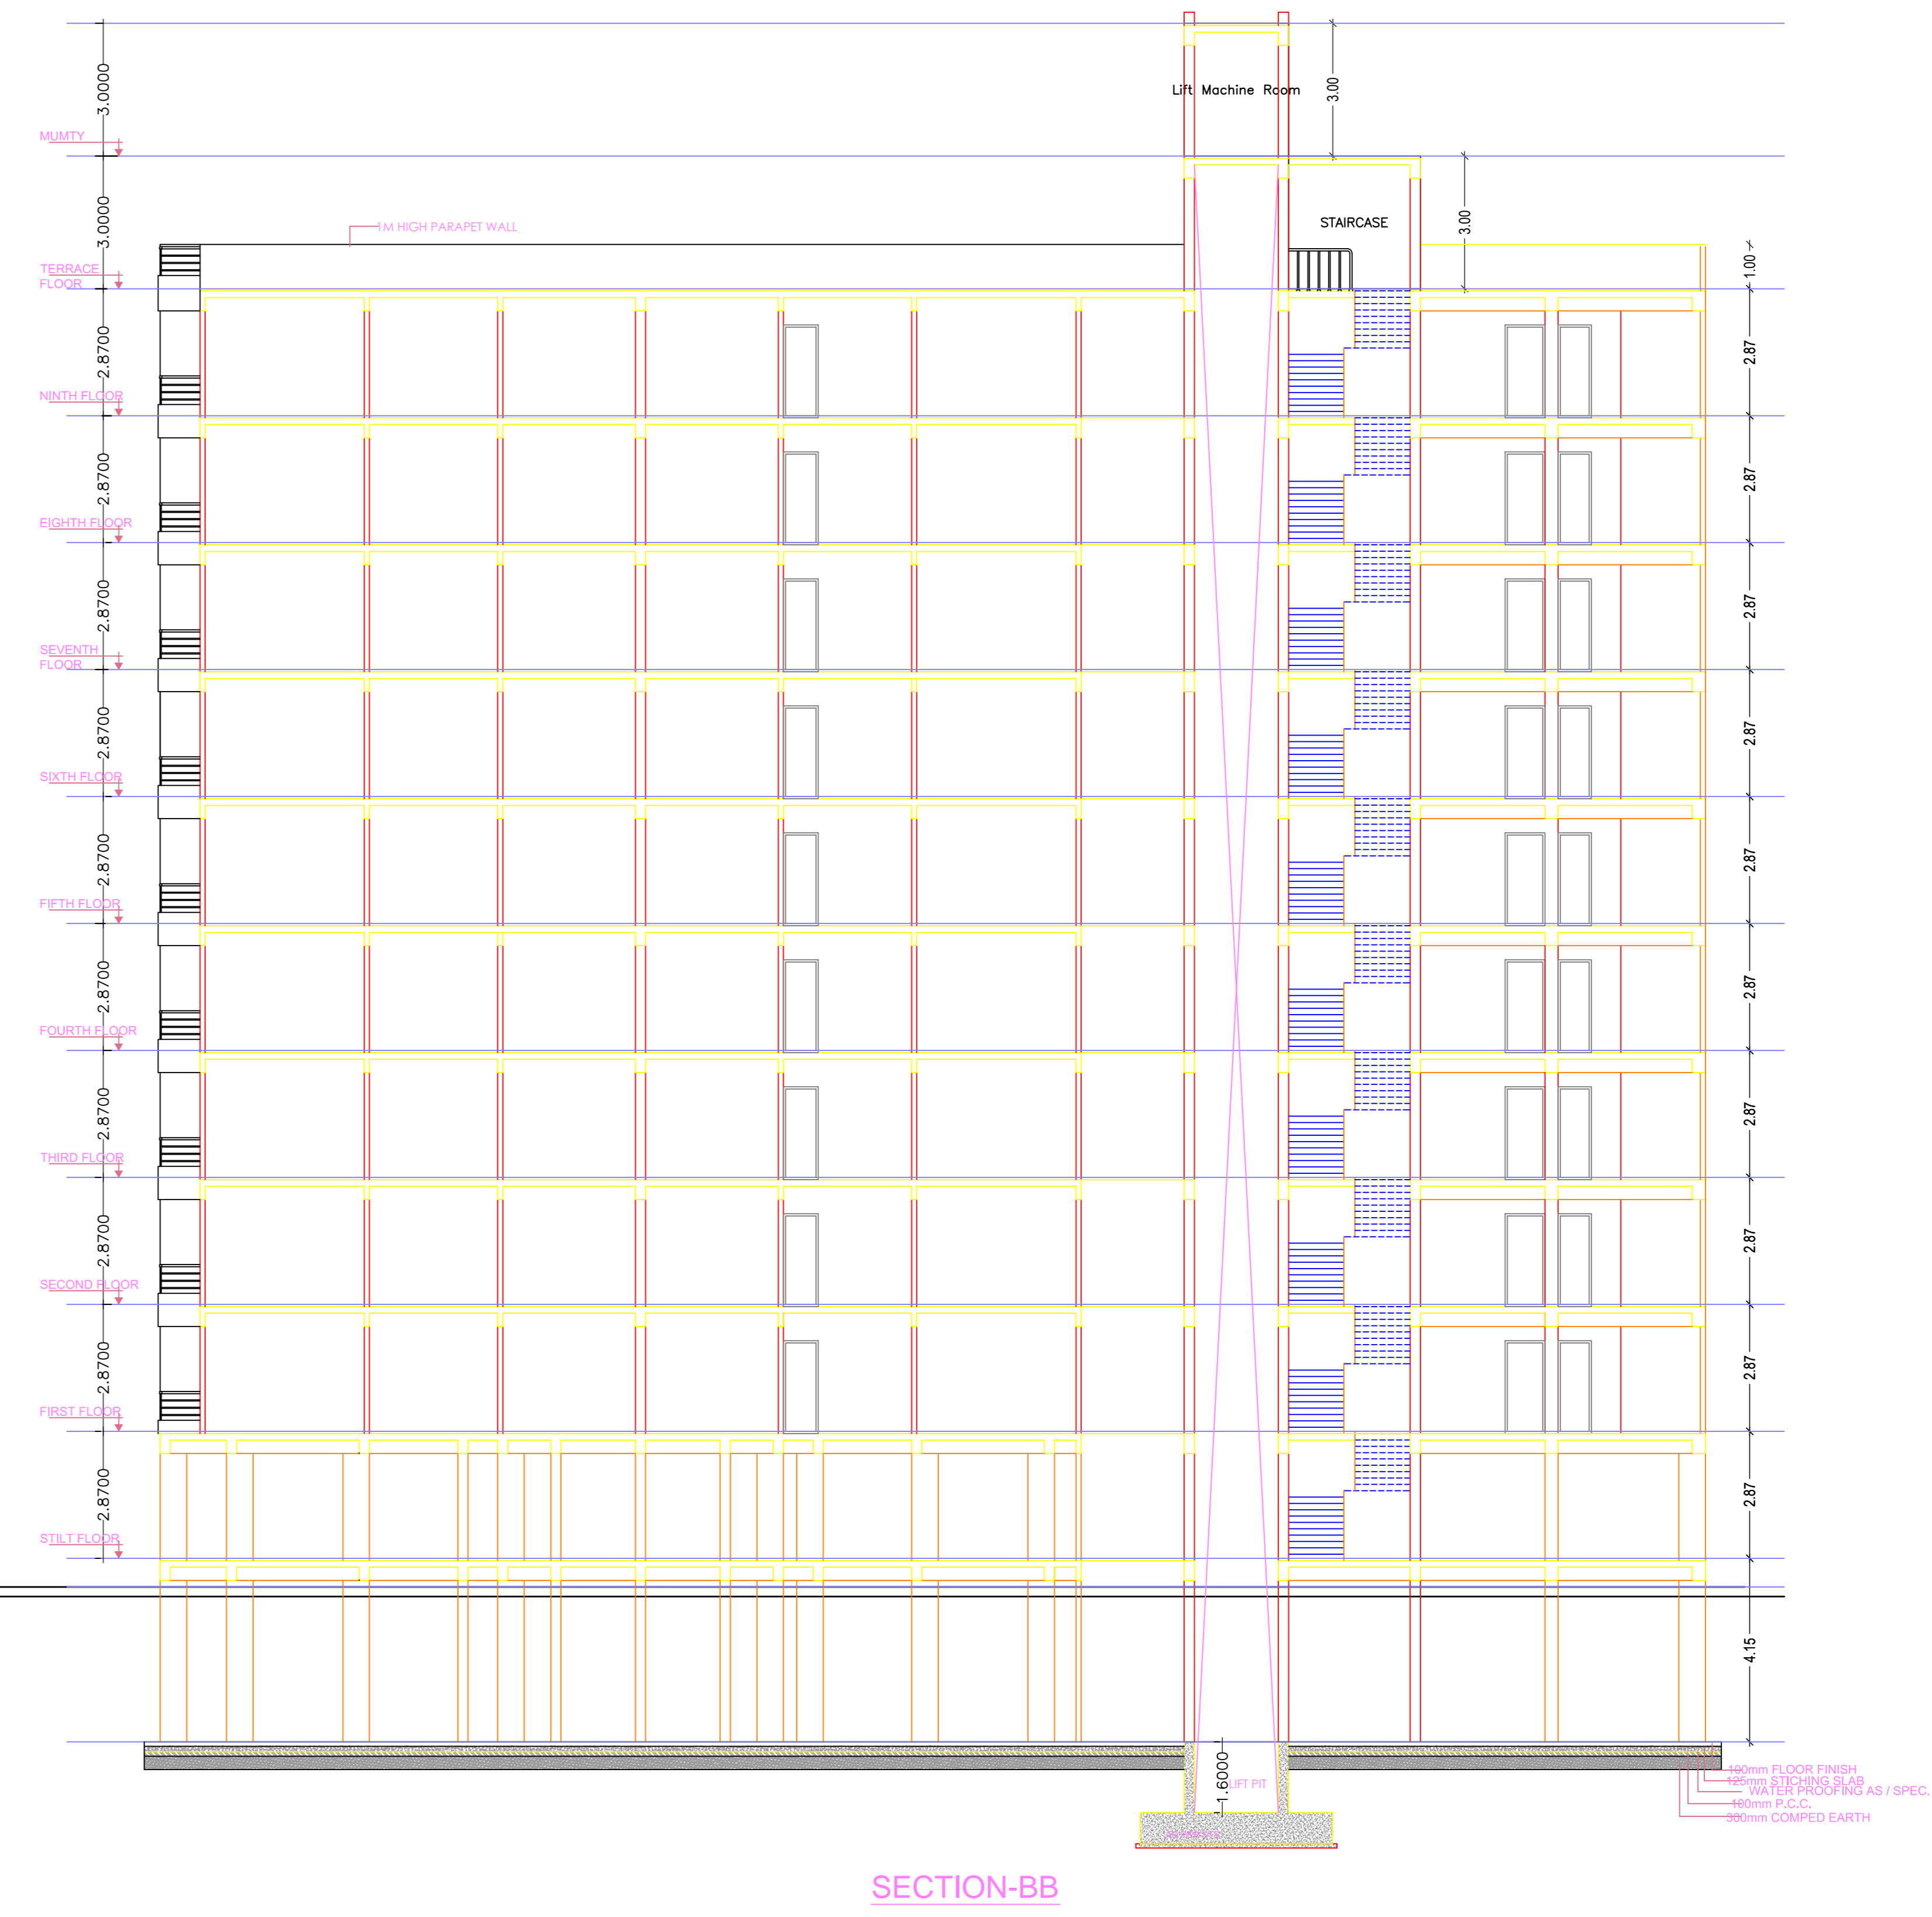 3.0000
Lift Machine Room
3.00
MUMTY
3.0000
1M HIGH PARAPET WALL
STAIRCASE
3.00
1.00
TERRACE
FLOOR
2.8700
2.87
NINTH FLOOR
2.8700
2.87
EIGHTH FLOOR
2.8700
2.87
SEVENTH
FLOOR
2.8700
2.87
SIXTH FLOOR
2.8700
2.87
FIFTH FLOOR
2.8700
2.87
FOURTH FLOOR
2.8700
2.87
THIRD FLOOR
2.8700
2.87
SECOND FLOOR
2.8700
2.87
FIRST FLOOR
2.8700
2.87
STILT FLOOR
4.15
1.6000
LIFT PIT
100mm FLOOR FINISH
125mm STICHING SLAB
WATER PROOFING AS / SPEC.
100mm P.C.C.
300mm COMPED EARTH
SECTION-BB